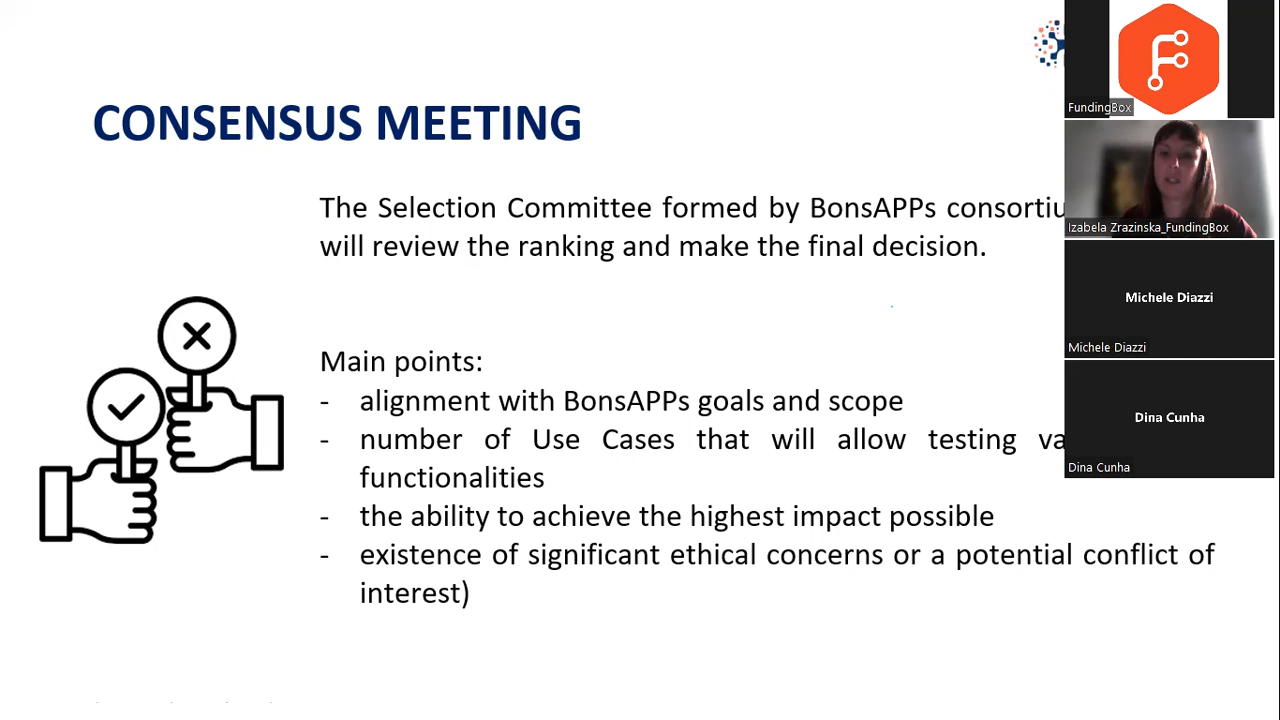 CONSENSUS MEETING
The Selection Committee formed by BonsAPPs
will review the ranking and make the final decision.
Main points:
- alignment with BonsAPPs goals and scope
- number of Use Cases that will allow testing
functionalities
- the ability to achieve the highest impact possible
- existence of significant ethical concerns or a potential conflict of
interest)
FundingBox
Izabela Zrazinska_FundingBox
Michele Diazzi
Michele Diazzi
Dina Cunha
Dina Cunha